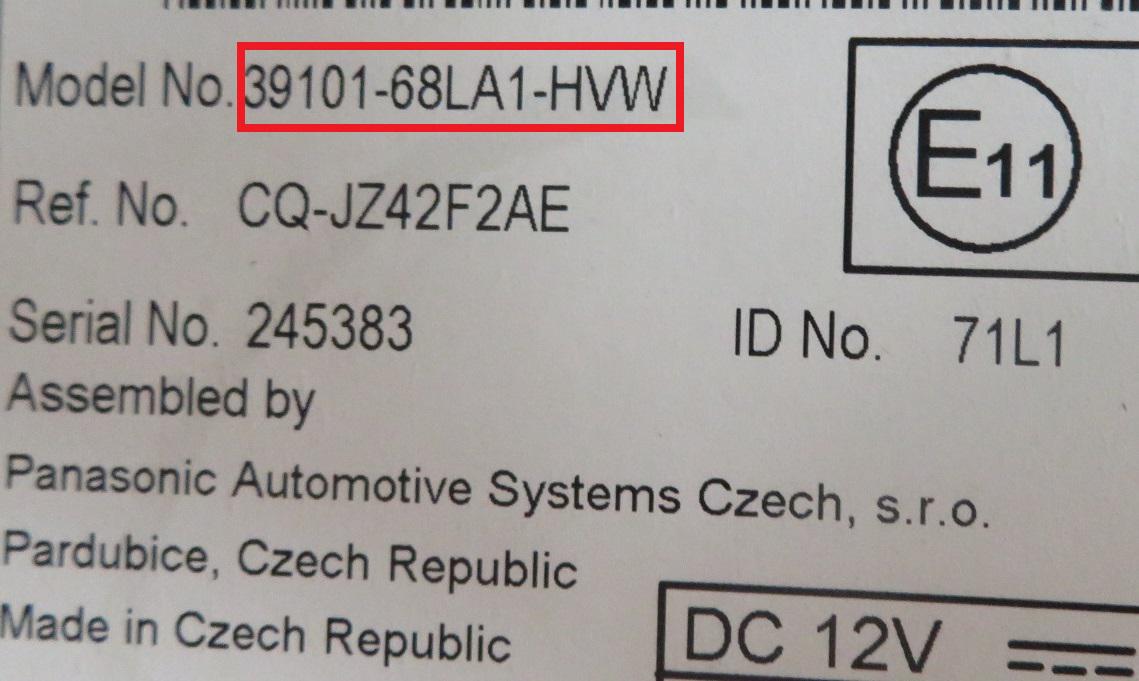 Model No. 39101-68LA1-HVW
E11
Ref. No. CQ-JZ42F2AE
Serial No. 245383
ID No. 71L1
Assembled by
Panasonic Automotive Systems Czech, s.r.o.
Pardubice, Czech Republic
Made in Czech Republic
DC 12V